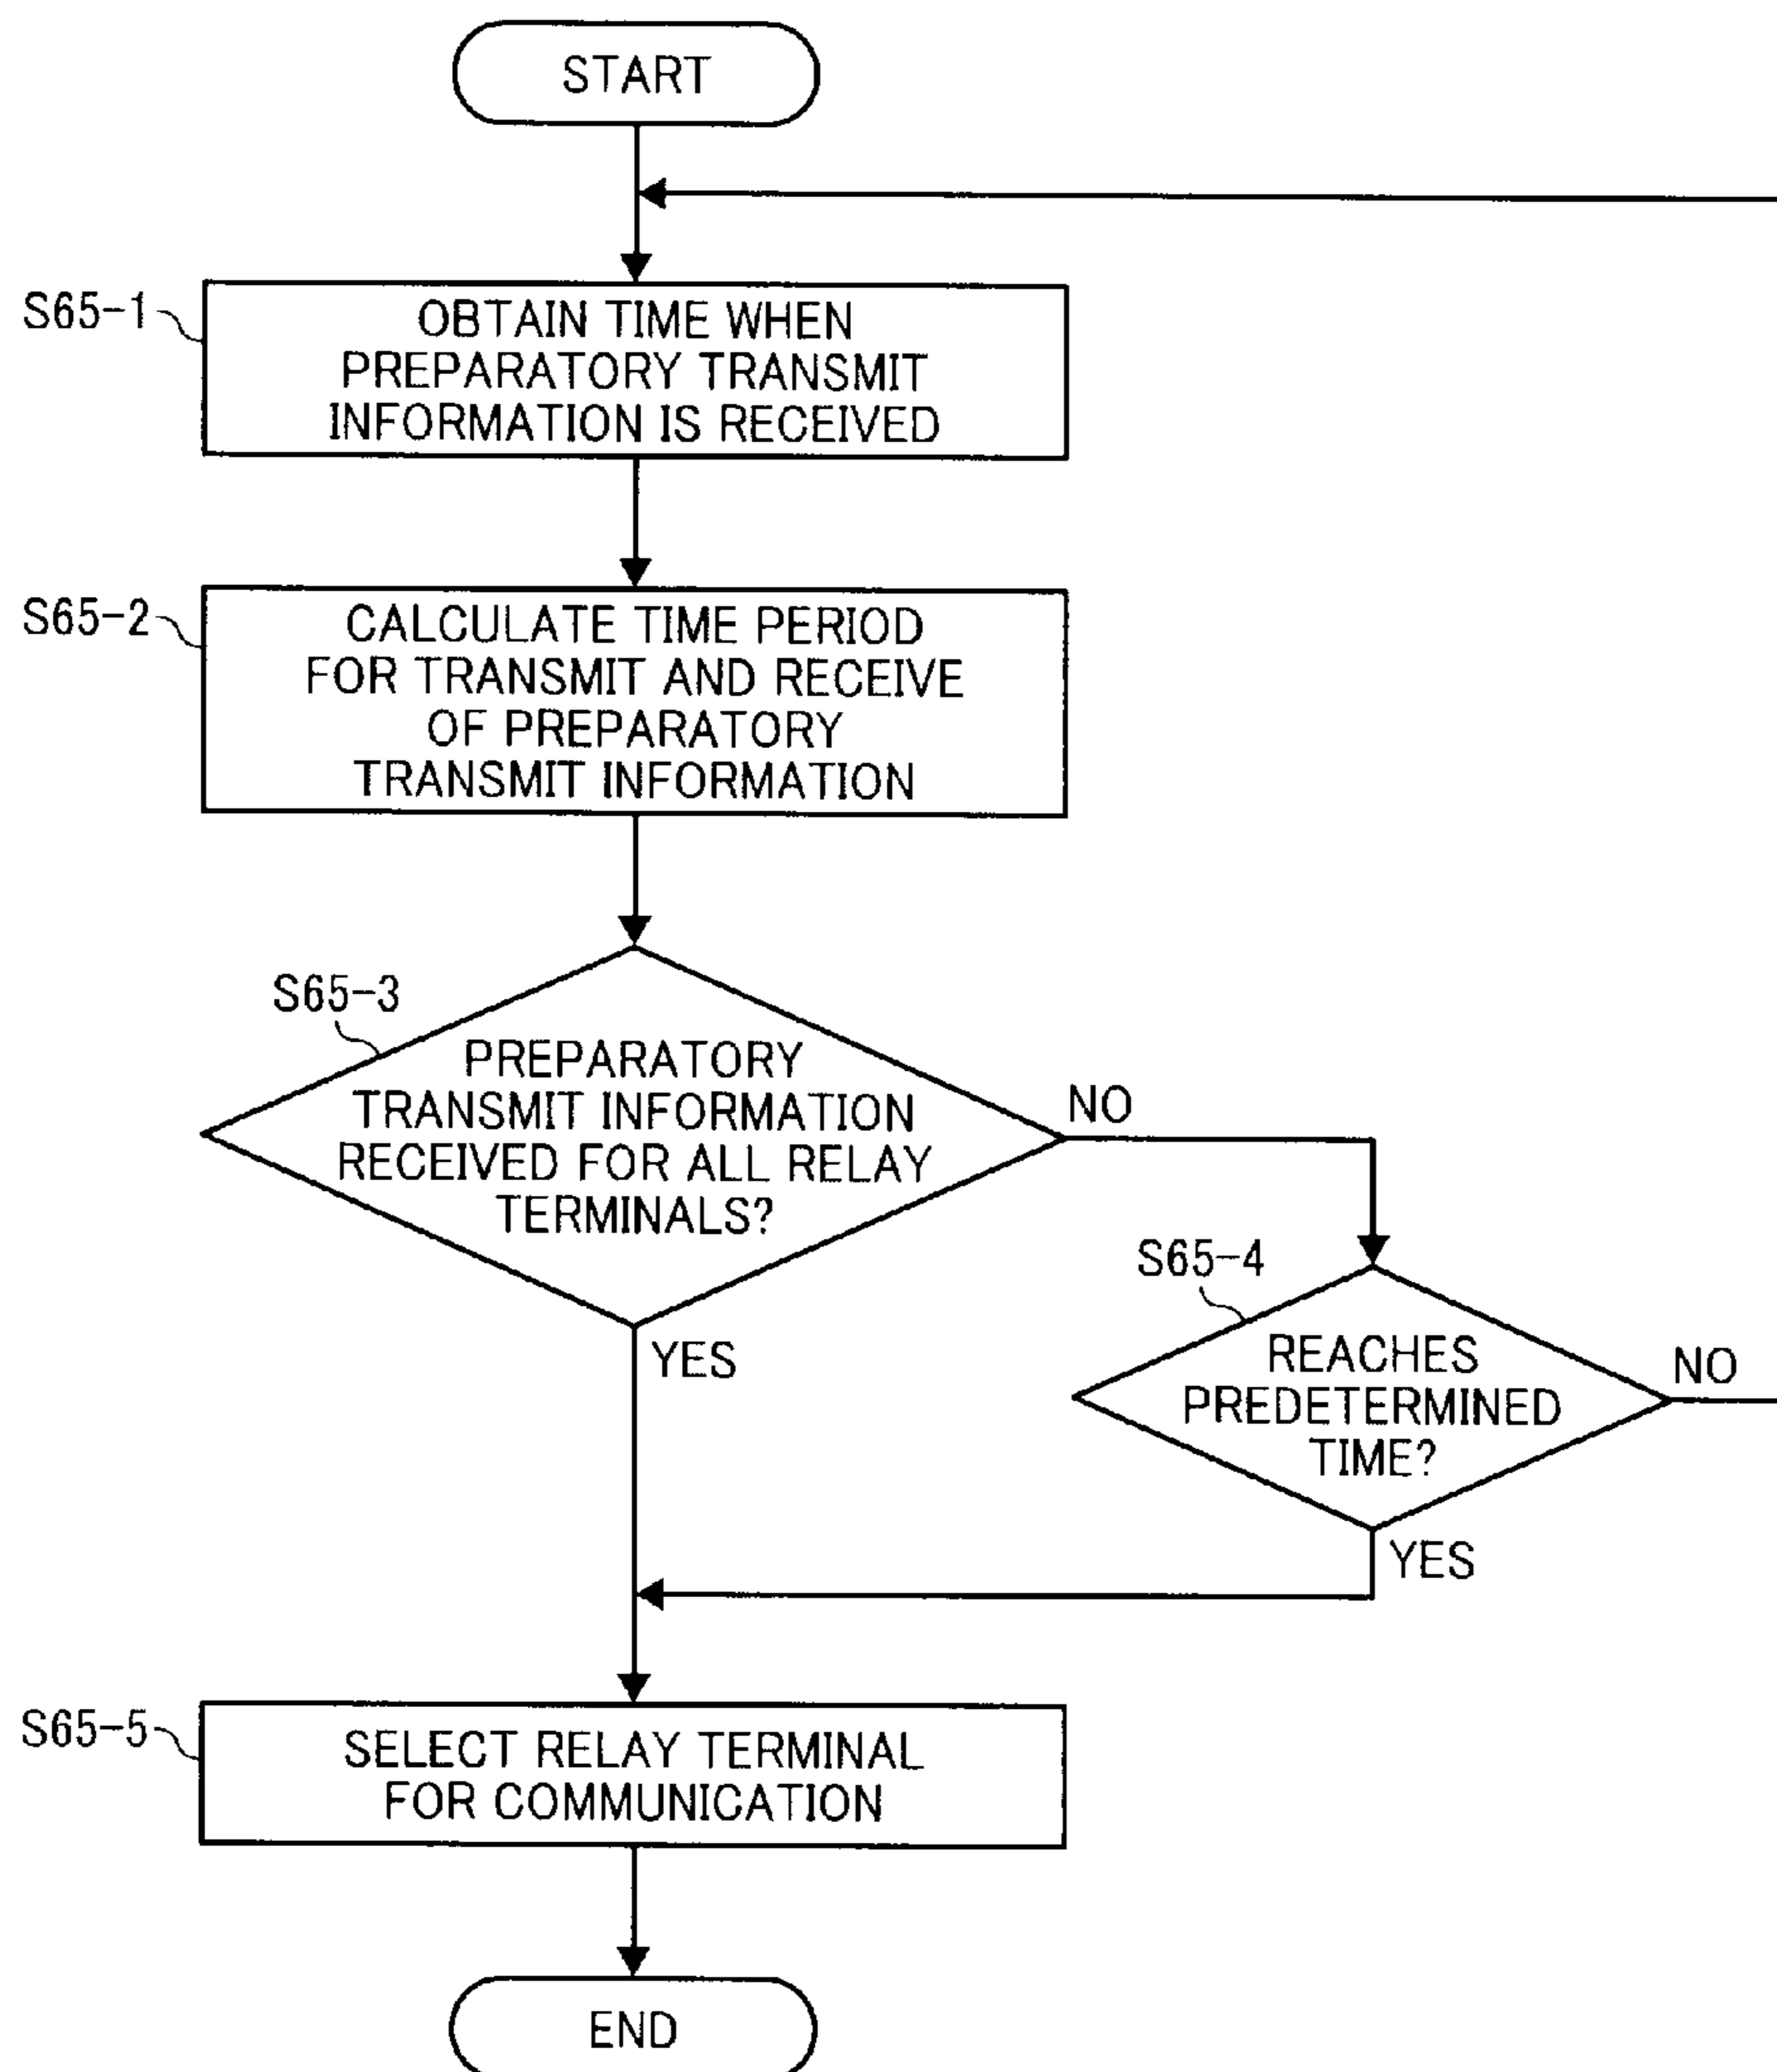 START
S65-1
OBTAIN TIME WHEN
PREPARATORY TRANSMIT
INFORMATION IS RECEIVED
S65-2
CALCULATE TIME PERIOD
FOR TRANSMIT AND RECEIVE
OF PREPARATORY
TRANSMIT INFORMATION
S65-3
PREPARATORY
TRANSMIT INFORMATION
RECEIVED FOR ALL RELAY
TERMINALS?
NO
YES
S65-4
REACHES
PREDETERMINED
TIME?
NO
YES
S65-5
SELECT RELAY TERMINAL
FOR COMMUNICATION
END